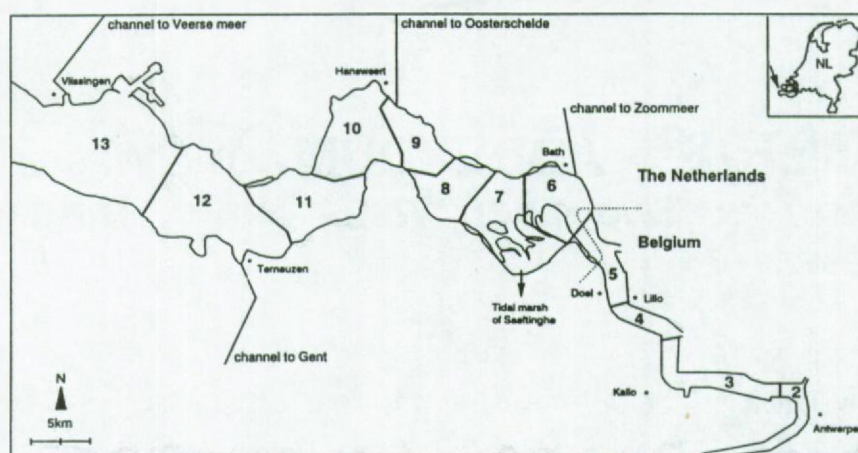 channel to Veerse meer
channel to Oosterschelde
NL
Vlissingen
Hansweert
channel to Zoommeer
13
10
9
Bath
The Netherlands
12
11
8
7
6
Belgium
5
Terneuzen
Doel
Lillo
Tidal marsh
of Saeftinghe
4
channel to Gent
N
5km
Kallo
3
2
Antwerpen